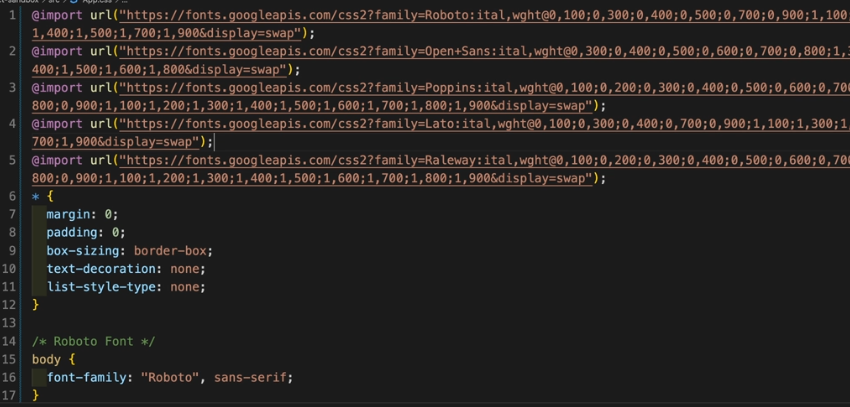 src > App.css > ...
1 @import url("https://fonts.googleapis.com/css2?family=Roboto:ital,wght@0,100;0,300;0,400;0,500;0,700;0,900;1,100;
1,400;1,500;1,700;1,900&display=swap");
2 @import url("https://fonts.googleapis.com/css2?family=Open+Sans:ital,wght@0,300;0,400;0,500;0,600;0,700;0,800;1,3
400;1,500;1,600;1,800&display=swap");
3 @import url("https://fonts.googleapis.com/css2?family=Poppins:ital,wght@0,100;0,200;0,300;0,400;0,500;0,600;0,700
800;0,900;1,100;1,200;1,300;1,400;1,500;1,600;1,700;1,800;1,900&display=swap");
4 @import url("https://fonts.googleapis.com/css2?family=Lato:ital,wght@0,100;0,300;0,400;0,700;0,900;1,100;1,300;1,
700;1,900&display=swap");
5 @import url("https://fonts.googleapis.com/css2?family=Raleway:ital,wght@0,100;0,200;0,300;0,400;0,500;0,600;0,700
800;0,900;1,100;1,200;1,300;1,400;1,500;1,600;1,700;1,800;1,900&display=swap");
6 * {
7 margin: 0;
8 padding: 0;
9 box-sizing: border-box;
10 text-decoration: none;
11 list-style-type: none;
12 }
13
14 /* Roboto Font */
15 body {
16 font-family: "Roboto", sans-serif;
17 }